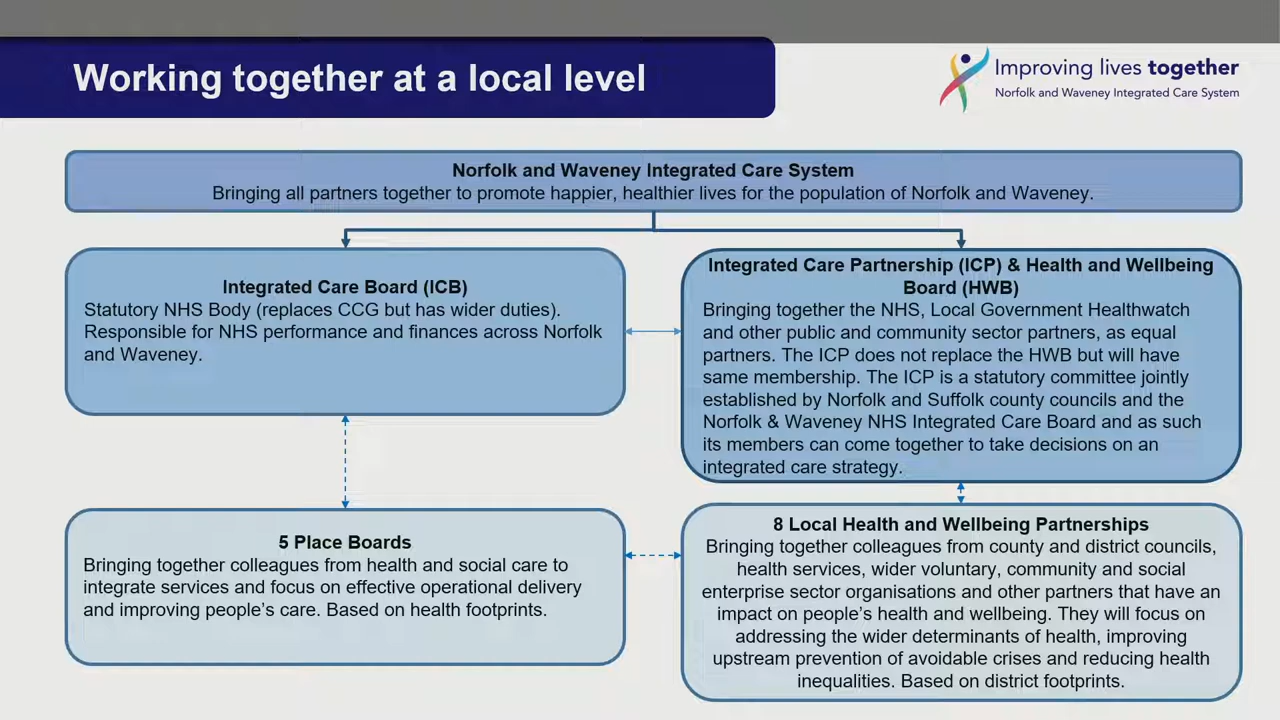 Working together at a local level
Improving lives together
Norfolk and Waveney Integrated Care System
Norfolk and Waveney Integrated Care System
Bringing all partners together to promote happier, healthier lives for the population of Norfolk and Waveney.
Integrated Care Board (ICB)
Statutory NHS Body (replaces CCG but has wider duties).
Responsible for NHS performance and finances across Norfolk
and Waveney.
Integrated Care Partnership (ICP) & Health and Wellbeing
Board (HWB)
Bringing together the NHS, Local Government Healthwatch
and other public and community sector partners, as equal
partners. The ICP does not replace the HWB but will have
same membership. The ICP is a statutory committee jointly
established by Norfolk and Suffolk county councils and the
Norfolk & Waveney NHS Integrated Care Board and as such
its members can come together to take decisions on an
integrated care strategy.
5 Place Boards
Bringing together colleagues from health and social care to
integrate services and focus on effective operational delivery
and improving people's care. Based on health footprints.
8 Local Health and Wellbeing Partnerships
Bringing together colleagues from county and district councils,
health services, wider voluntary, community and social
enterprise sector organisations and other partners that have an
impact on people's health and wellbeing. They will focus on
addressing the wider determinants of health, improving
upstream prevention of avoidable crises and reducing health
inequalities. Based on district footprints.